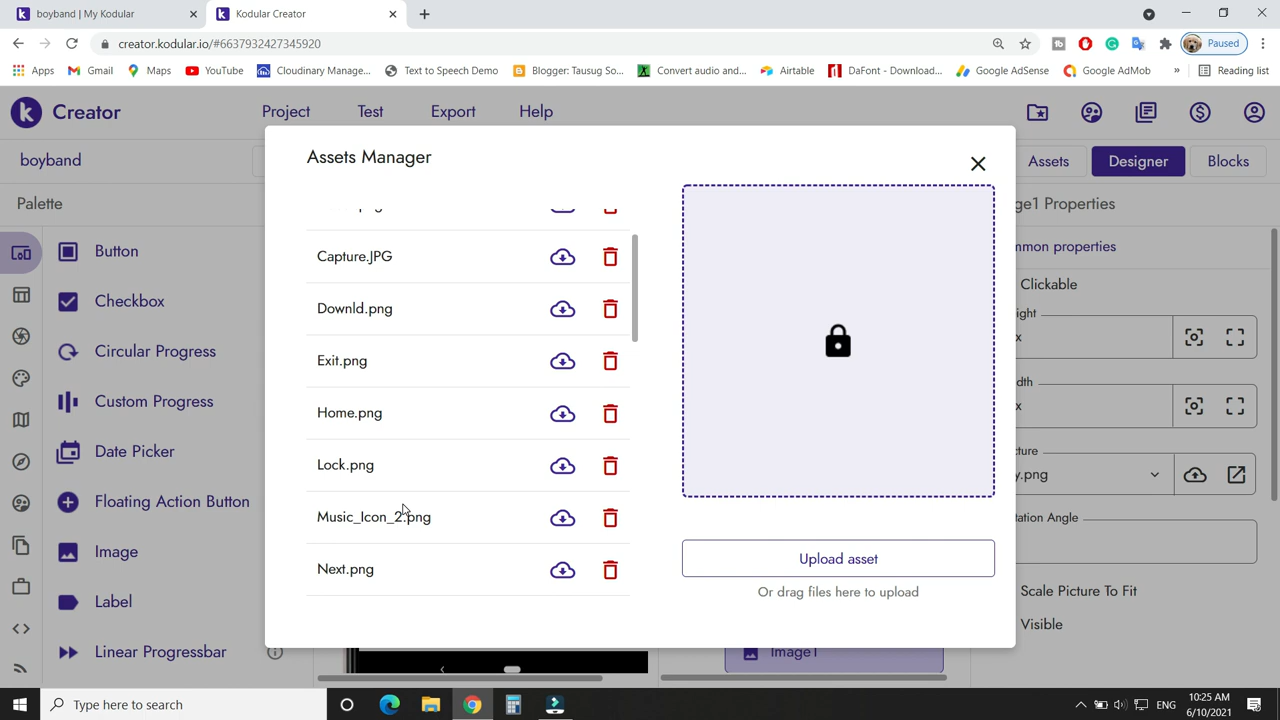 boyband | My Kodular
Kodular Creator
creator.kodular.io/#6637932427345920
Paused
Apps
Gmail
Maps
YouTube
Cloudinary Manage...
Text to Speech Demo
Blogger: Tausug So...
Convert audio and...
Airtable
DaFont - Download...
Google AdSense
Google AdMob
»
Reading list
Creator
Project
Test
Export
Help
boyband
Assets
Designer
Blocks
Palette
Button
Checkbox
Circular Progress
Custom Progress
Date Picker
Floating Action Button
Image
Label
Linear Progressbar
Assets Manager
Capture.JPG
Downld.png
Exit.png
Home.png
Lock.png
Music_Icon_2.png
Next.png
Upload asset
Or drag files here to upload
ge1 Properties
mmon properties
Clickable
ight
x
dth
x
ture
y.png
tation Angle
Scale Picture To Fit
Visible
Image1
Type here to search
ENG
10:25 AM
6/10/2021